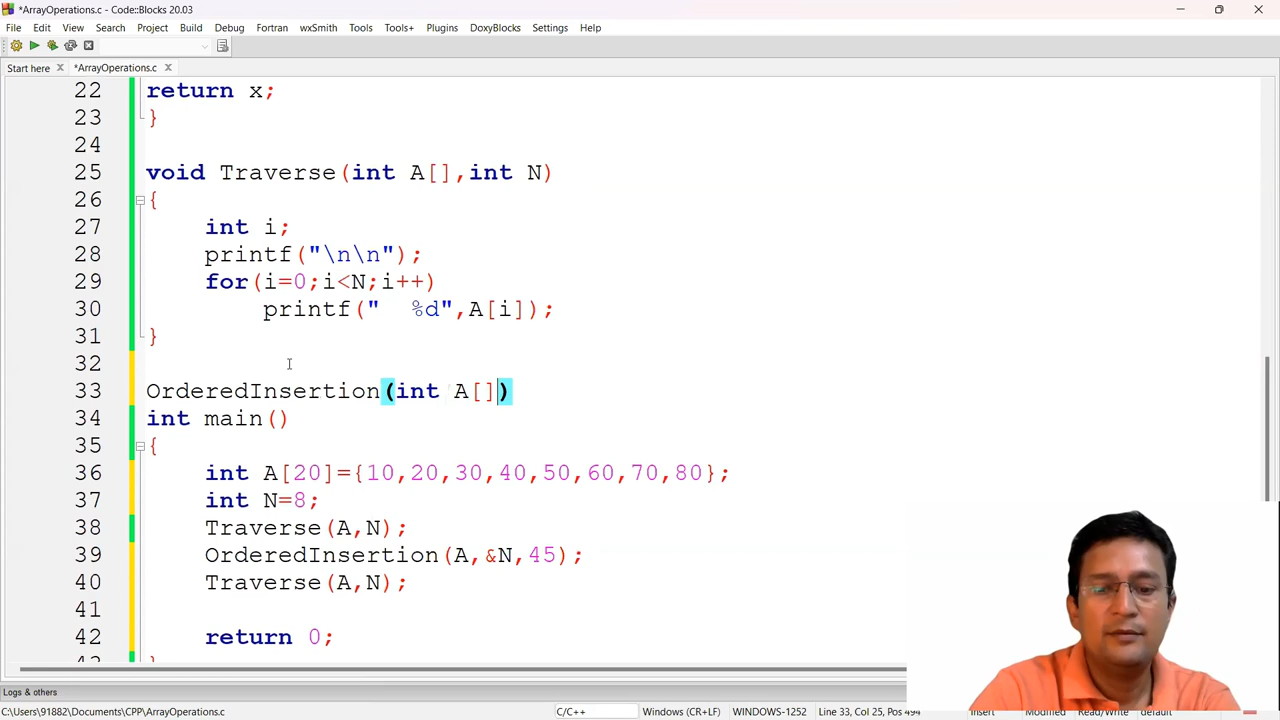 *ArrayOperations.c - Code::Blocks 20.03
File Edit View Search Project Build Debug Fortran wxSmith Tools Tools+ Plugins DoxyBlocks Settings Help
Start here *ArrayOperations.c
22 return x;
23 }
24
25 void Traverse(int A[],int N)
26 {
27 int i;
28 printf("\n\n");
29 for(i=0;i<N;i++)
30 printf("  %d",A[i]);
31 }
32
33 OrderedInsertion(int A[])
34 int main()
35 {
36 int A[20]={10,20,30,40,50,60,70,80};
37 int N=8;
38 Traverse(A,N);
39 OrderedInsertion(A,&N,45);
40 Traverse(A,N);
41
42 return 0;
Logs & others
C:\Users\91882\Documents\CPP\ArrayOperations.c C/C++ Windows (CR+LF) WINDOWS-1252 Line 33, Col 25, Pos 494 Insert Modified Read/Write default